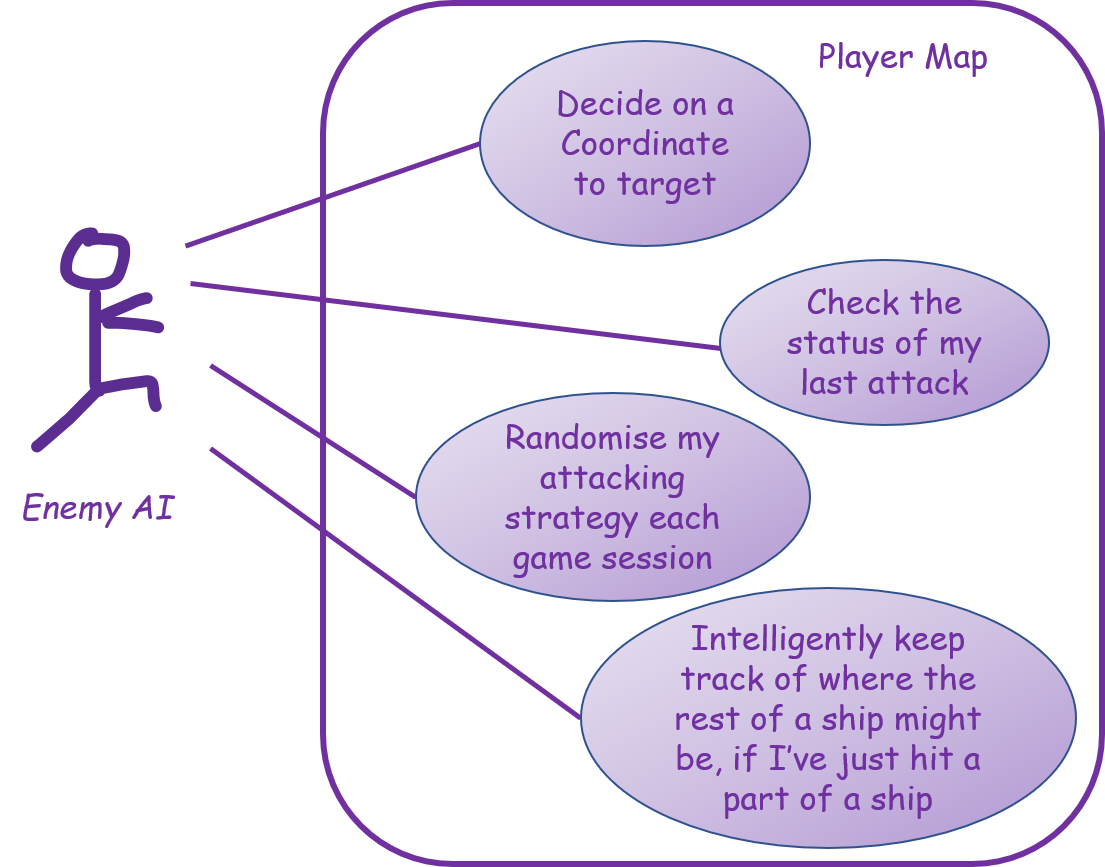 Player Map
Decide on a
Coordinate
to target
Check the
status of my
last attack
Randomise my
attacking
strategy each
game session
Enemy AI
Intelligently keep
track of where the
rest of a ship might
be, if I’ve just hit a
part of a ship